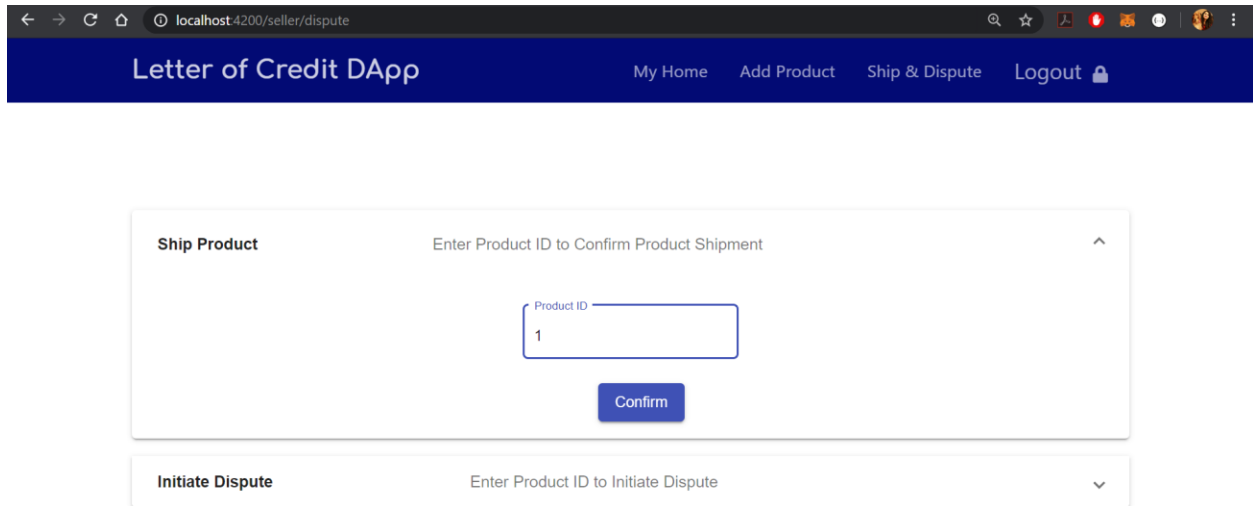 localhost:4200/seller/dispute
Letter of Credit DApp
My Home Add Product Ship & Dispute Logout
Ship Product Enter Product ID to Confirm Product Shipment
Product ID
1
Confirm
Initiate Dispute Enter Product ID to Initiate Dispute